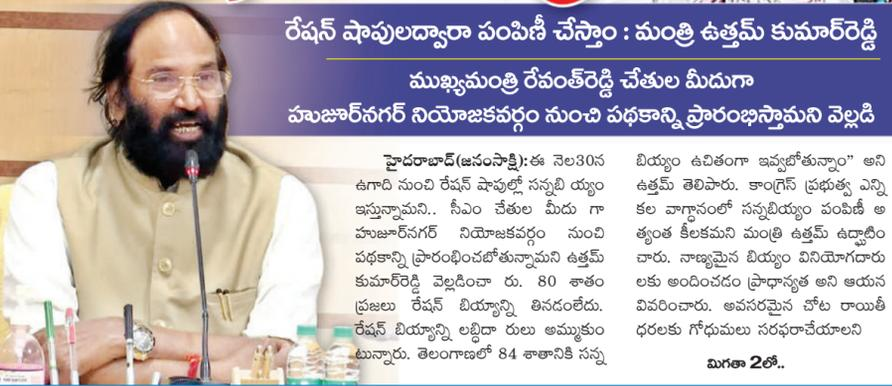 రేషన్ షాపులద్వారా పంపిణీ చేస్తాం : మంత్రి ఉత్తమ్ కుమార్‌రెడ్డి
ముఖ్యమంత్రి రేవంత్‌రెడ్డి చేతుల మీదుగా
హుజూర్‌నగర్ నియోజకవర్గం నుంచి పథకాన్ని ప్రారంభిస్తామని వెల్లడి
హైదరాబాద్(జనంసాక్షి):ఈ నెల30న
ఉగాది నుంచి రేషన్ షాపుల్లో సన్నబి య్యం
ఇస్తున్నామని.. సీఎం చేతుల మీదు గా
హుజూర్‌నగర్ నియోజకవర్గం నుంచి
పథకాన్ని ప్రారంభించబోతున్నామని ఉత్తమ్
కుమార్‌రెడ్డి వెల్లడించా రు. 80 శాతం
ప్రజలు రేషన్ బియ్యాన్ని తినడంలేదు.
రేషన్ బియ్యాన్ని లబ్ధిదా రులు అమ్ముకుం
టున్నారు. తెలంగాణలో 84 శాతానికి సన్న
బియ్యం ఉచితంగా ఇవ్వబోతున్నాం" అని
ఉత్తమ్ తెలిపారు. కాంగ్రెస్ ప్రభుత్వ ఎన్ని
కల వాగ్దానంలో సన్నబియ్యం పంపిణీ అ
త్యంత కీలకమని మంత్రి ఉత్తమ్ ఉద్ఘాటిం
చారు. నాణ్యమైన బియ్యం వినియోగదారు
లకు అందించడం ప్రాధాన్యత అని ఆయన
వివరించారు. అవసరమైన చోట రాయితీ
ధరలకు గోధుమలు సరఫరాచేయాలని
మిగతా 2లో..